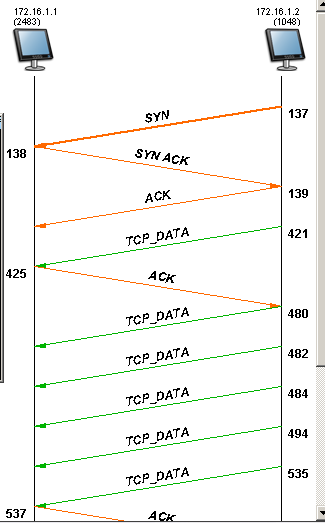 172.16.1.1 172.16.1.2
(2483) (1048)
SYN
137
138
SYN ACK
139
ACK
421
TCP_DATA
425
ACK
480
TCP_DATA
482
TCP_DATA
484
TCP_DATA
494
TCP_DATA
535
TCP_DATA
537
ACK